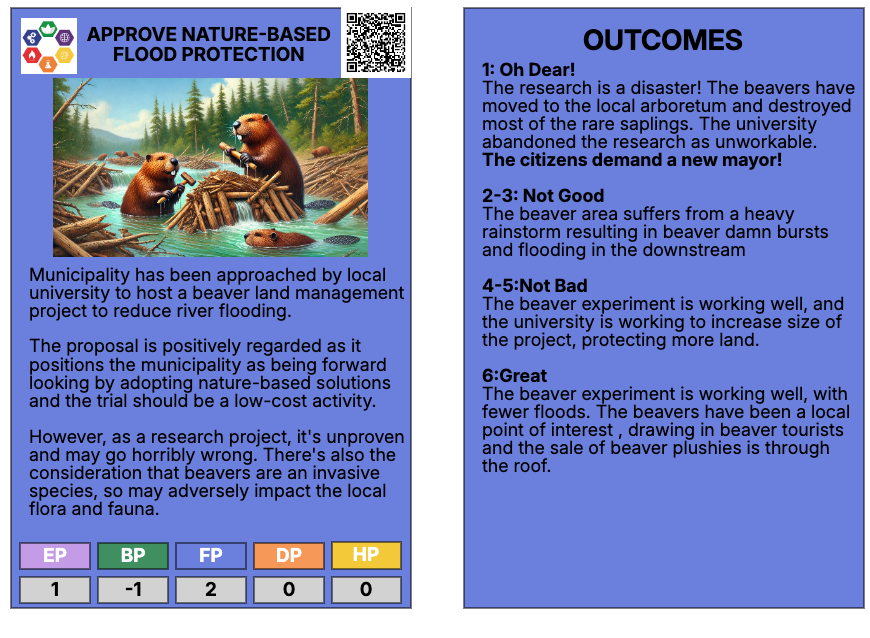 APPROVE NATURE-BASED
FLOOD PROTECTION
Municipality has been approached by local
university to host a beaver land management
project to reduce river flooding.
The proposal is positively regarded as it
positions the municipality as being forward
looking by adopting nature-based solutions
and the trial should be a low-cost activity.
However, as a research project, it's unproven
and may go horribly wrong. There's also the
consideration that beavers are an invasive
species, so may adversely impact the local
flora and fauna.
EP BP FP DP HP
1 -1 2 0 0
OUTCOMES
1: Oh Dear!
The research is a disaster! The beavers have
moved to the local arboretum and destroyed
most of the rare saplings. The university
abandoned the research as unworkable.
The citizens demand a new mayor!
2-3: Not Good
The beaver area suffers from a heavy
rainstorm resulting in beaver damn bursts
and flooding in the downstream
4-5:Not Bad
The beaver experiment is working well, and
the university is working to increase size of
the project, protecting more land.
6:Great
The beaver experiment is working well, with
fewer floods. The beavers have been a local
point of interest , drawing in beaver tourists
and the sale of beaver plushies is through
the roof.